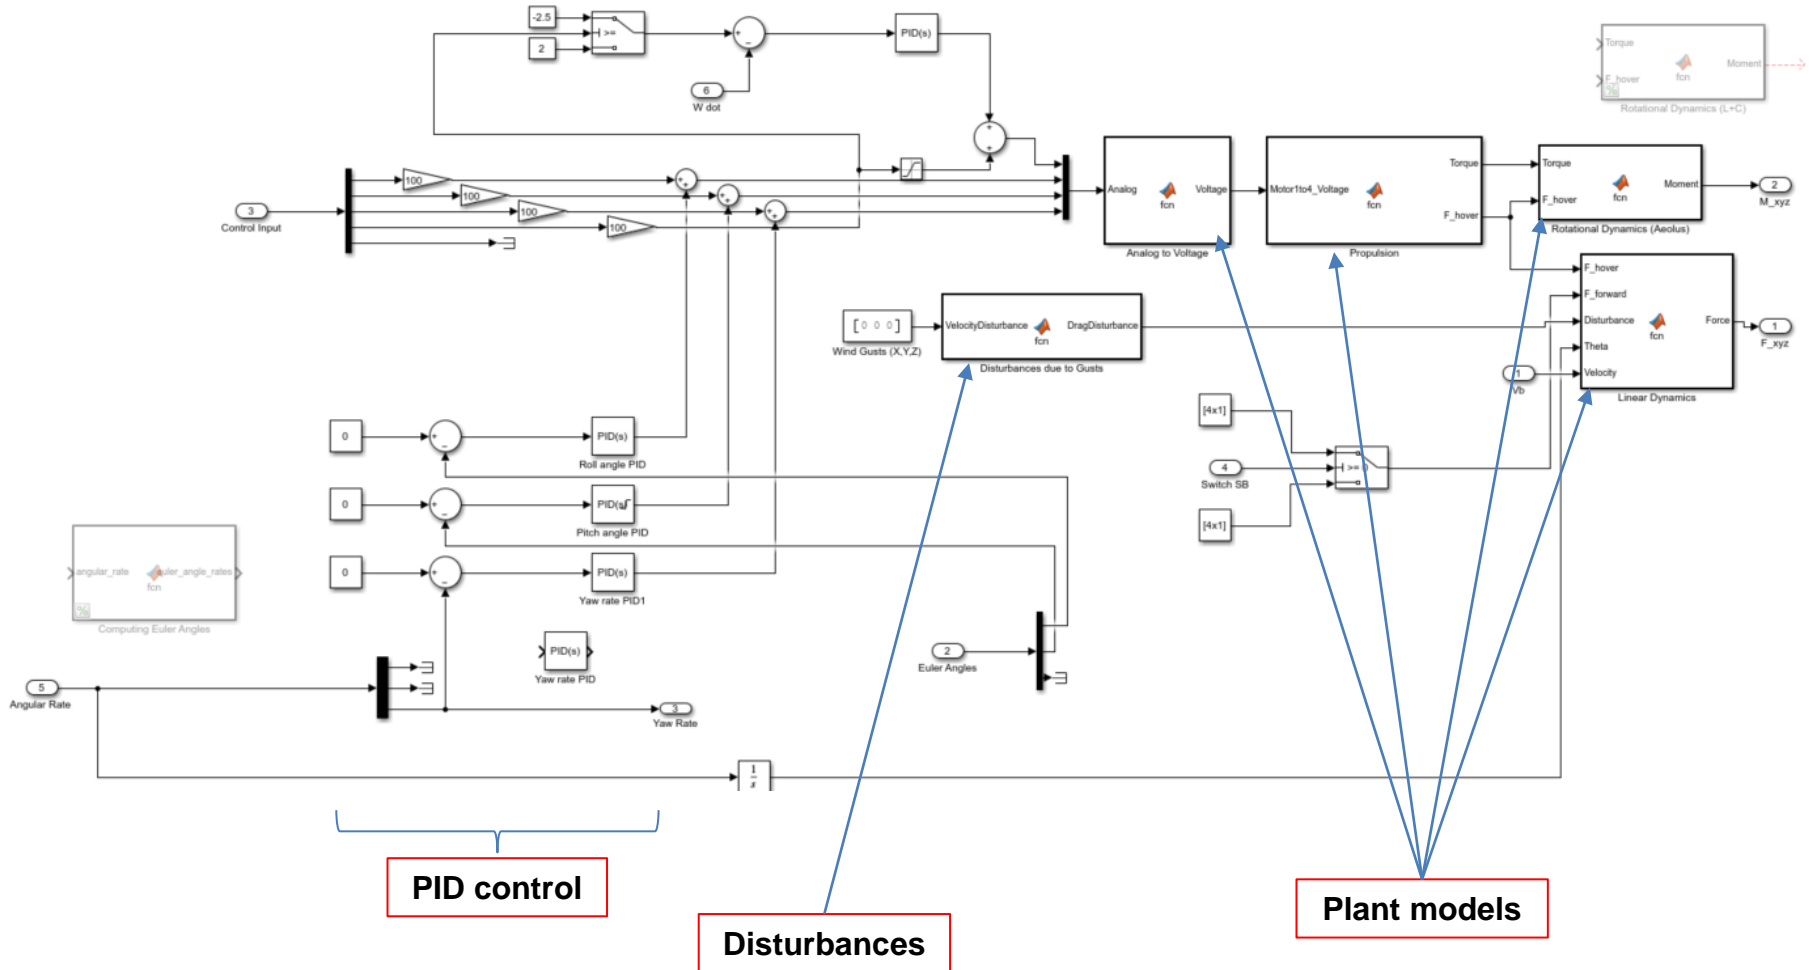 -2.5
>=
2
+
−
PID(s)
6
W dot
+
+
Torque
F_hover
fcn
Moment
Rotational Dynamics (L+C)
3
Control Input
100
100
100
100
+
+
+
+
+
+
Analog
fcn
Voltage
Analog to Voltage
Motor1to4_Voltage
fcn
Torque
F_hover
Propulsion
Torque
F_hover
fcn
Moment
Rotational Dynamics (Aeolus)
2
M_xyz
[0 0 0]
Wind Gusts (X,Y,Z)
VelocityDisturbance
fcn
DragDisturbance
Disturbances due to Gusts
F_hover
F_forward
Disturbance
Theta
Velocity
fcn
Force
Linear Dynamics
1
F_xyz
1
Vb
[4x1]
4
Switch SB
>= 0
[4x1]
0
+
−
PID(s)
Roll angle PID
0
+
−
PID(s)
Pitch angle PID
0
+
−
PID(s)
Yaw rate PID1
angular_rate
fcn
euler_angle_rates
Computing Euler Angles
PID(s)
Yaw rate PID
2
Euler Angles
5
Angular Rate
3
Yaw Rate
1
s
PID control
Disturbances
Plant models